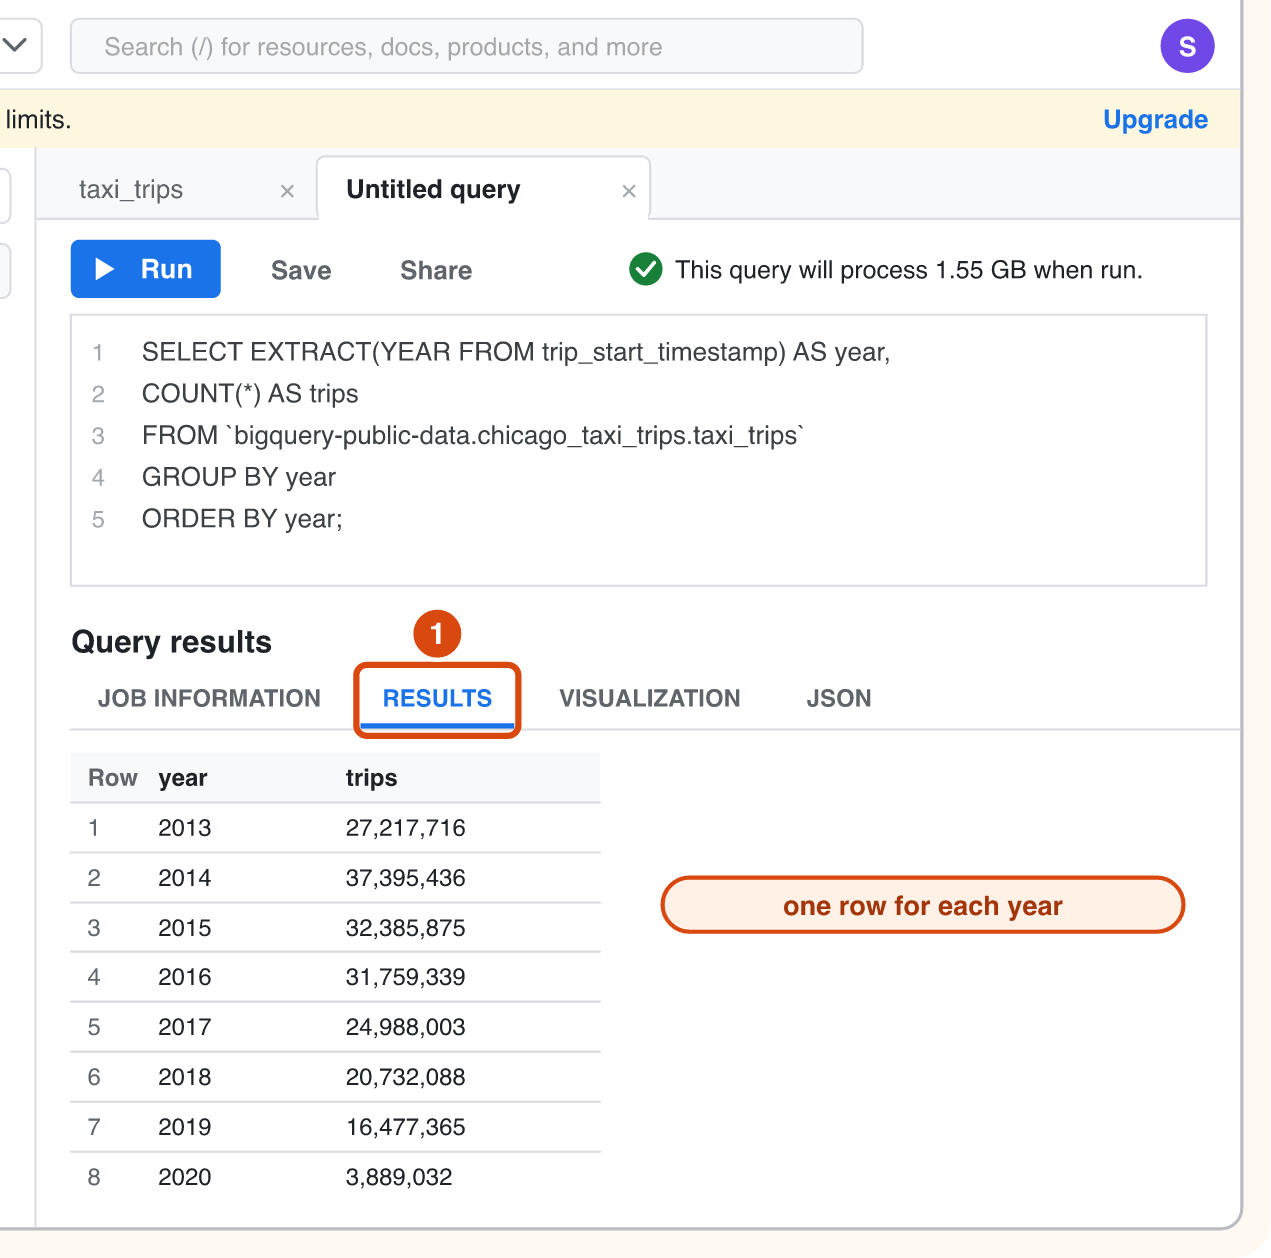 Search (/) for resources, docs, products, and more
S
limits.
Upgrade
taxi_trips ×
Untitled query ×
Run
Save
Share
This query will process 1.55 GB when run.
1 SELECT EXTRACT(YEAR FROM trip_start_timestamp) AS year,
2 COUNT(*) AS trips
3 FROM `bigquery-public-data.chicago_taxi_trips.taxi_trips`
4 GROUP BY year
5 ORDER BY year;
Query results
1
JOB INFORMATION RESULTS VISUALIZATION JSON
Row year trips
1 2013 27,217,716
2 2014 37,395,436
3 2015 32,385,875
4 2016 31,759,339
5 2017 24,988,003
6 2018 20,732,088
7 2019 16,477,365
8 2020 3,889,032
one row for each year